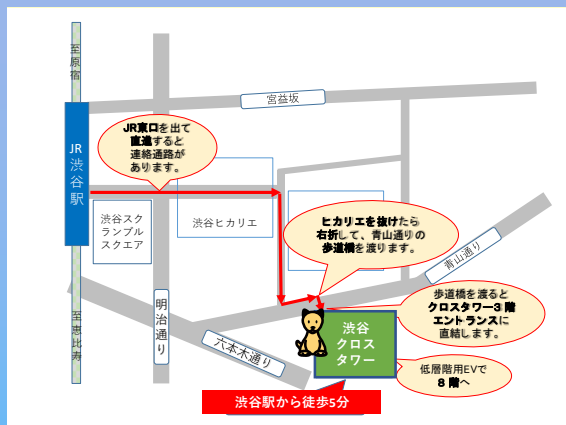 至原宿
宮益坂
JR東口を出て
直進すると
連絡通路が
あります。
JR
渋谷駅
渋谷スク
ランブル
スクエア
渋谷ヒカリエ
ヒカリエを抜けたら
右折して、青山通りの
歩道橋を渡ります。
青山通り
至恵比寿
明治通り
六本木通り
歩道橋を渡ると
クロスタワー3階
エントランスに
直結します。
渋谷
クロス
タワー
低層階用EVで
8階へ
渋谷駅から徒歩5分